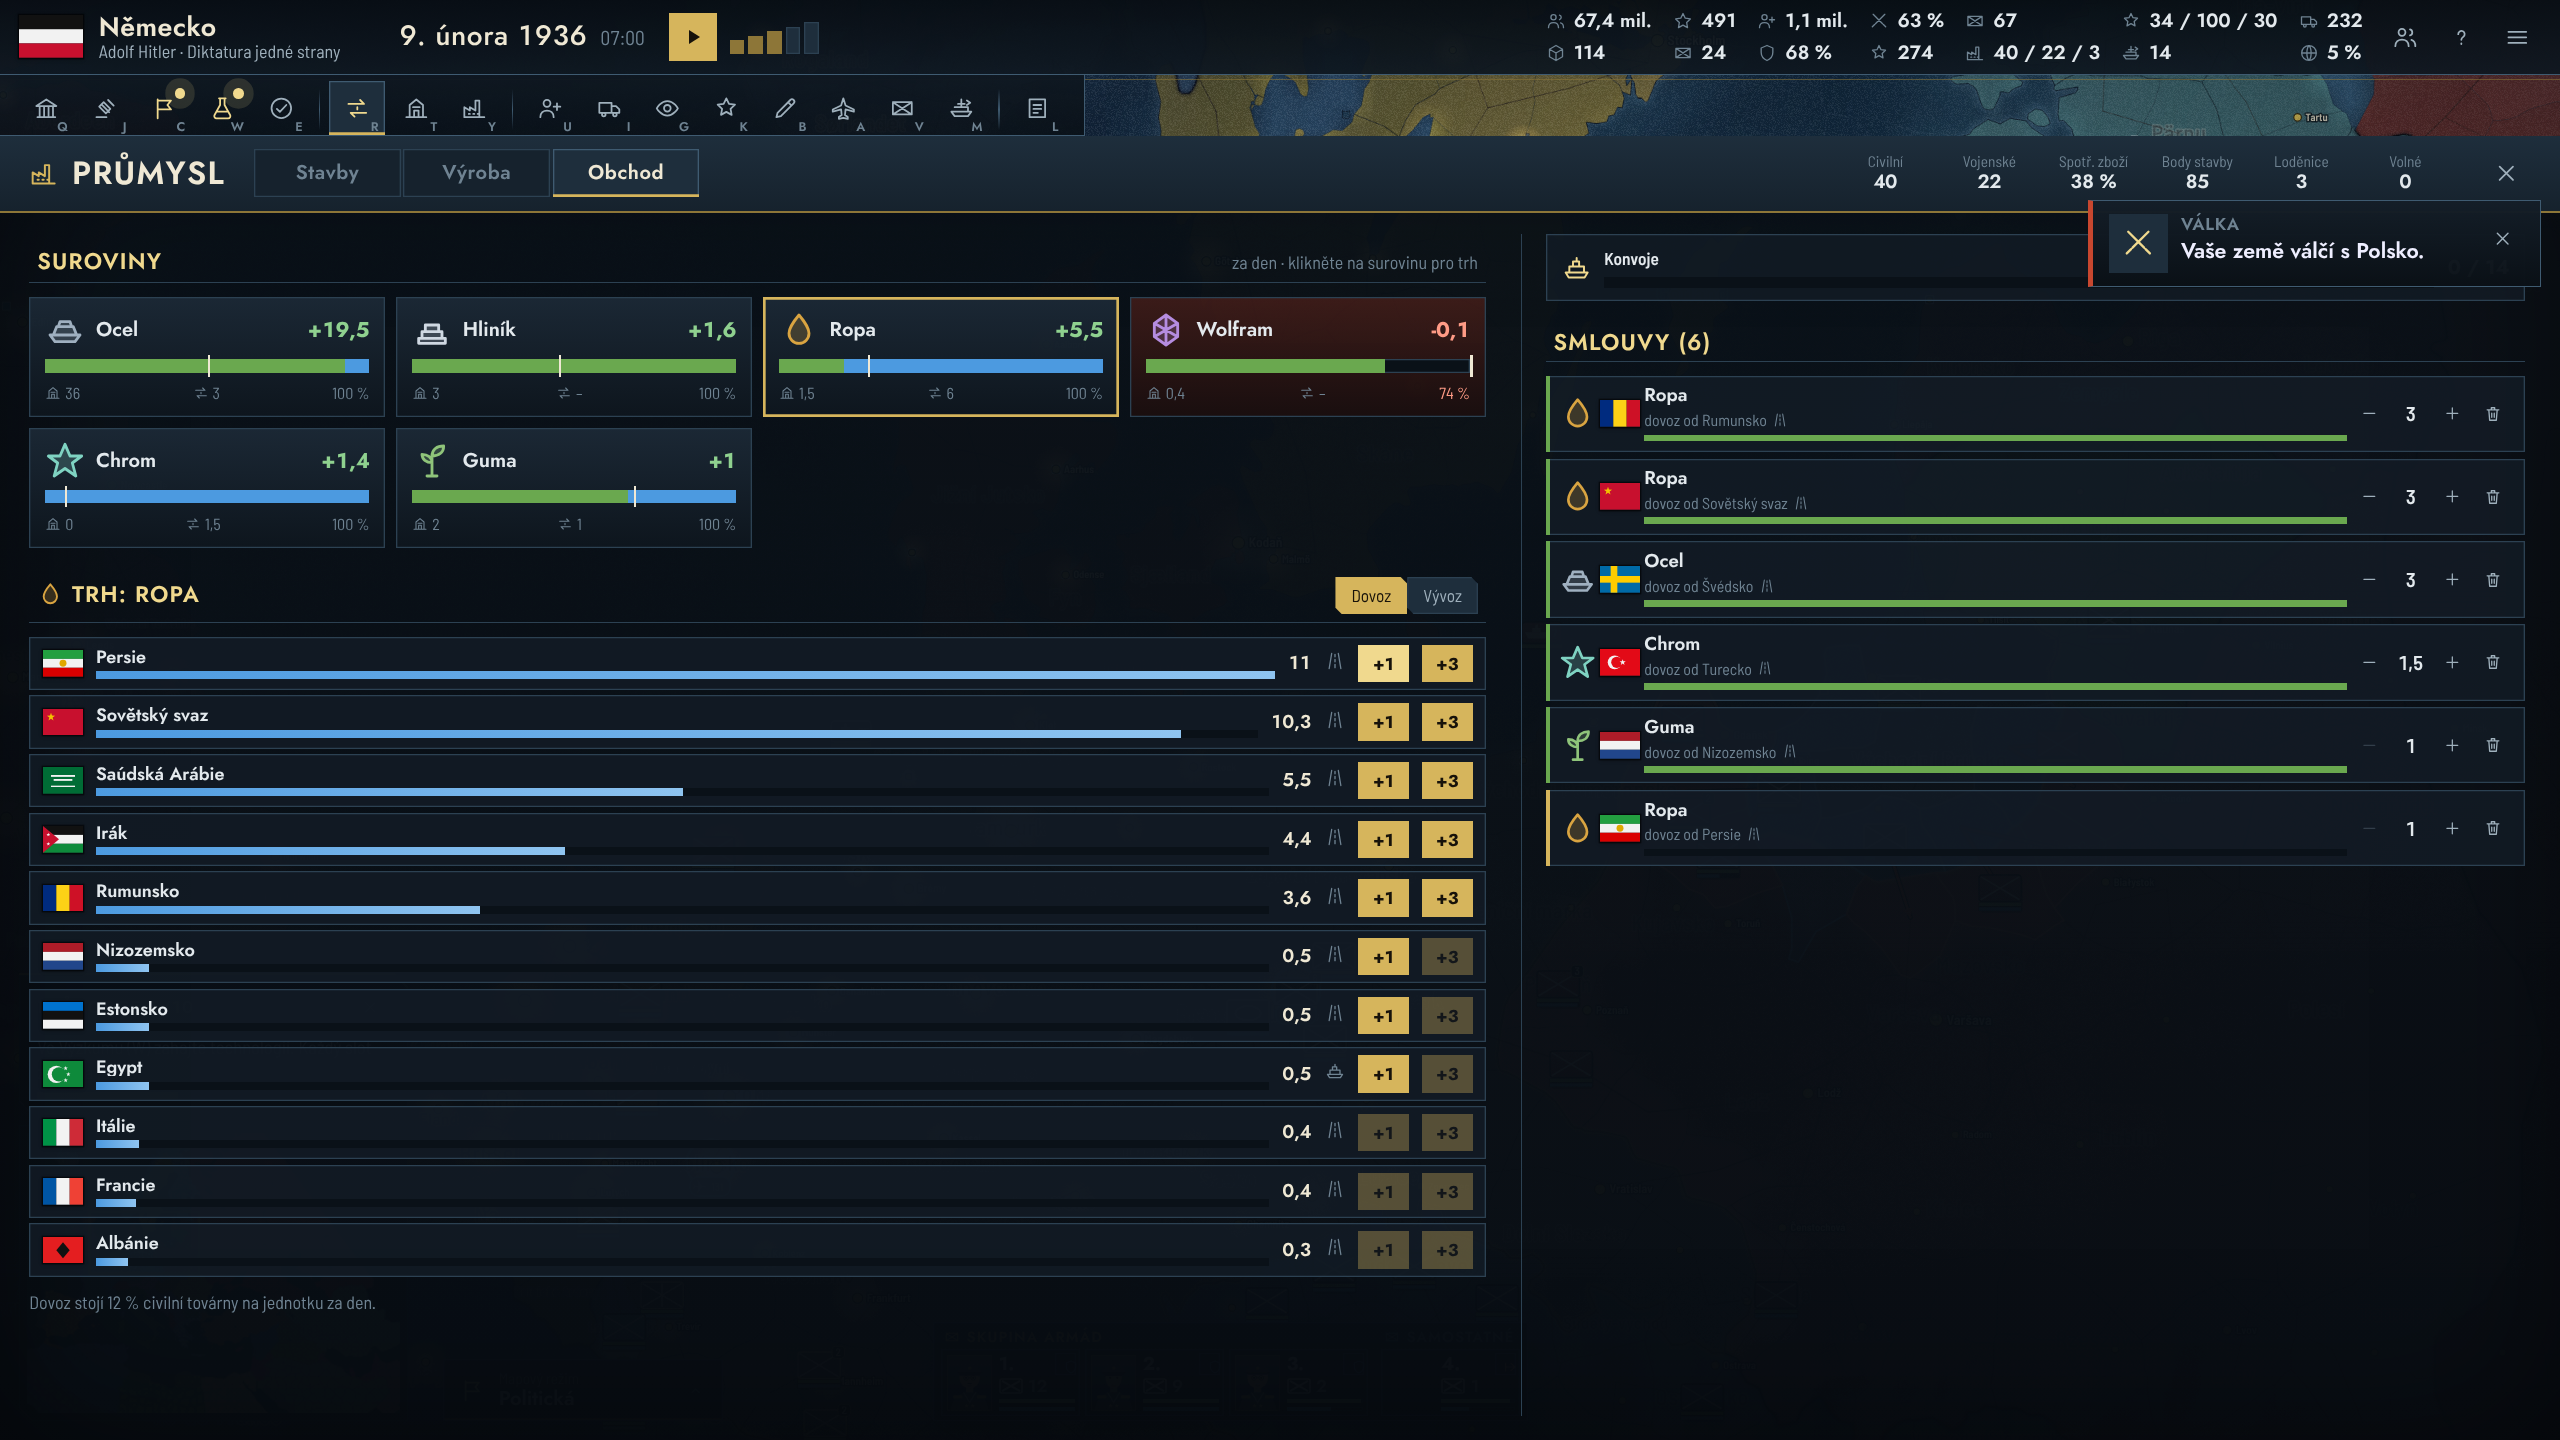 Německo
Adolf Hitler · Diktatura jedné strany
9. února 1936 07:00
67,4 mil. 491 1,1 mil. 63 % 67 34 / 100 / 30 232
114 24 68 % 274 40 / 22 / 3 14 5 %
?
Q J C W E R T Y U I G K B A V M L
Tartu
Pärnu
PRŮMYSL
Stavby Výroba Obchod
Civilní 40
Vojenské 22
Spotř. zboží 38 %
Body stavby 85
Loděnice 3
Volné 0
VÁLKA
Vaše země válčí s Polsko.
SUROVINY
za den · klikněte na surovinu pro trh
Ocel +19,5
36 3 100 %
Hliník +1,6
3 – 100 %
Ropa +5,5
1,5 6 100 %
Wolfram -0,1
0,4 – 74 %
Chrom +1,4
0 1,5 100 %
Guma +1
2 1 100 %
TRH: ROPA
Dovoz Vývoz
Persie 11 +1 +3
Sovětský svaz 10,3 +1 +3
Saúdská Arábie 5,5 +1 +3
Irák 4,4 +1 +3
Rumunsko 3,6 +1 +3
Nizozemsko 0,5 +1 +3
Estonsko 0,5 +1 +3
Egypt 0,5 +1 +3
Itálie 0,4 +1 +3
Francie 0,4 +1 +3
Albánie 0,3 +1 +3
Dovoz stojí 12 % civilní továrny na jednotku za den.
Konvoje
0 / 14
SMLOUVY (6)
Ropa
dovoz od Rumunsko
− 3 +
Ropa
dovoz od Sovětský svaz
− 3 +
Ocel
dovoz od Švédsko
− 3 +
Chrom
dovoz od Turecko
− 1,5 +
Guma
dovoz od Nizozemsko
− 1 +
Ropa
dovoz od Persie
− 1 +
Politicka